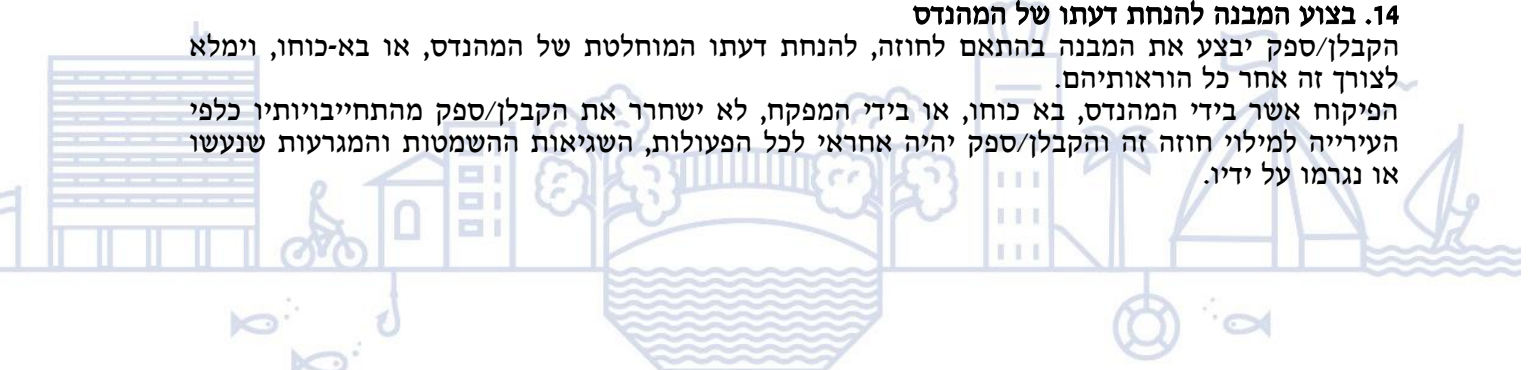 14. בצוע המבנה להנחת דעתו של המהנדס
הקבלן/ספק יבצע את המבנה בהתאם לחוזה, להנחת דעתו המוחלטת של המהנדס, או בא-כוחו, וימלא
לצורך זה אחר כל הוראותיהם.
הפיקוח אשר בידי המהנדס, בא כוחו, או בידי המפקח, לא ישחרר את הקבלן/ספק מהתחייבויותיו כלפי
העירייה למילוי חוזה זה והקבלן/ספק יהיה אחראי לכל הפעולות, השגיאות ההשמטות והמגרעות שנעשו
או נגרמו על ידיו.